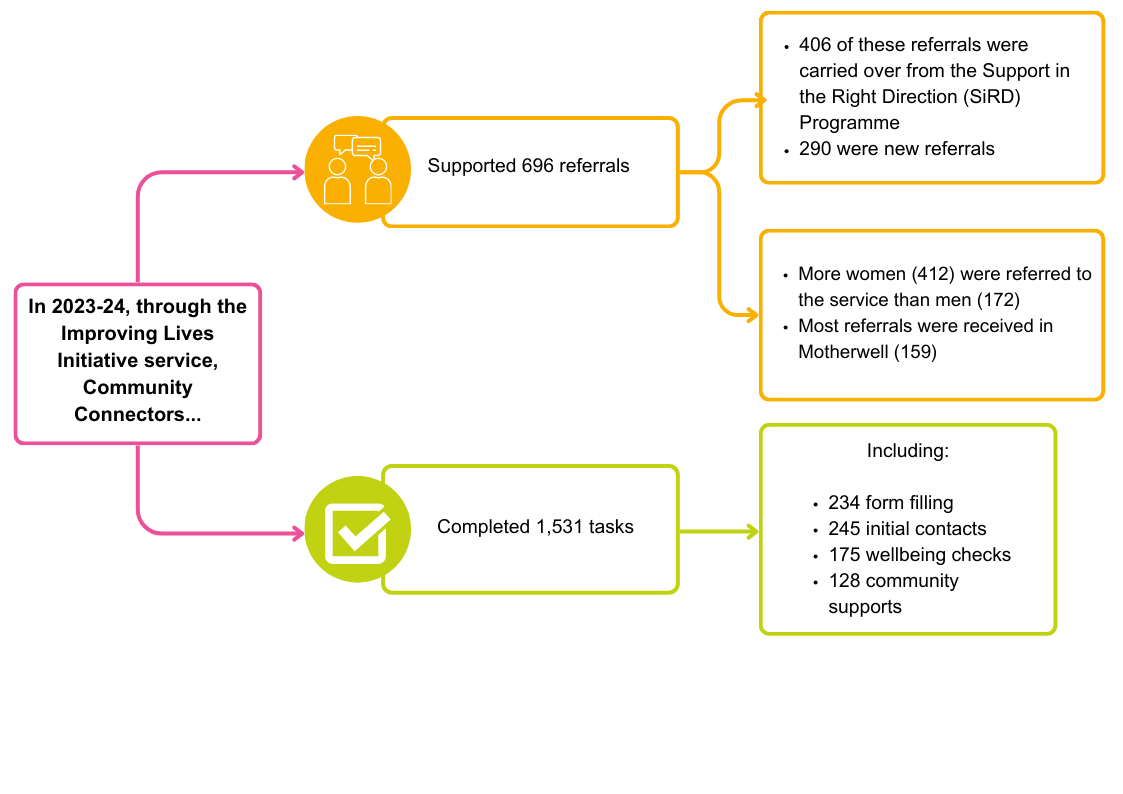 In 2023-24, through the
Improving Lives
Initiative service,
Community
Connectors...
Supported 696 referrals
• 406 of these referrals were
carried over from the Support in
the Right Direction (SiRD)
Programme
• 290 were new referrals
• More women (412) were referred to
the service than men (172)
• Most referrals were received in
Motherwell (159)
Completed 1,531 tasks
Including:
• 234 form filling
• 245 initial contacts
• 175 wellbeing checks
• 128 community
supports